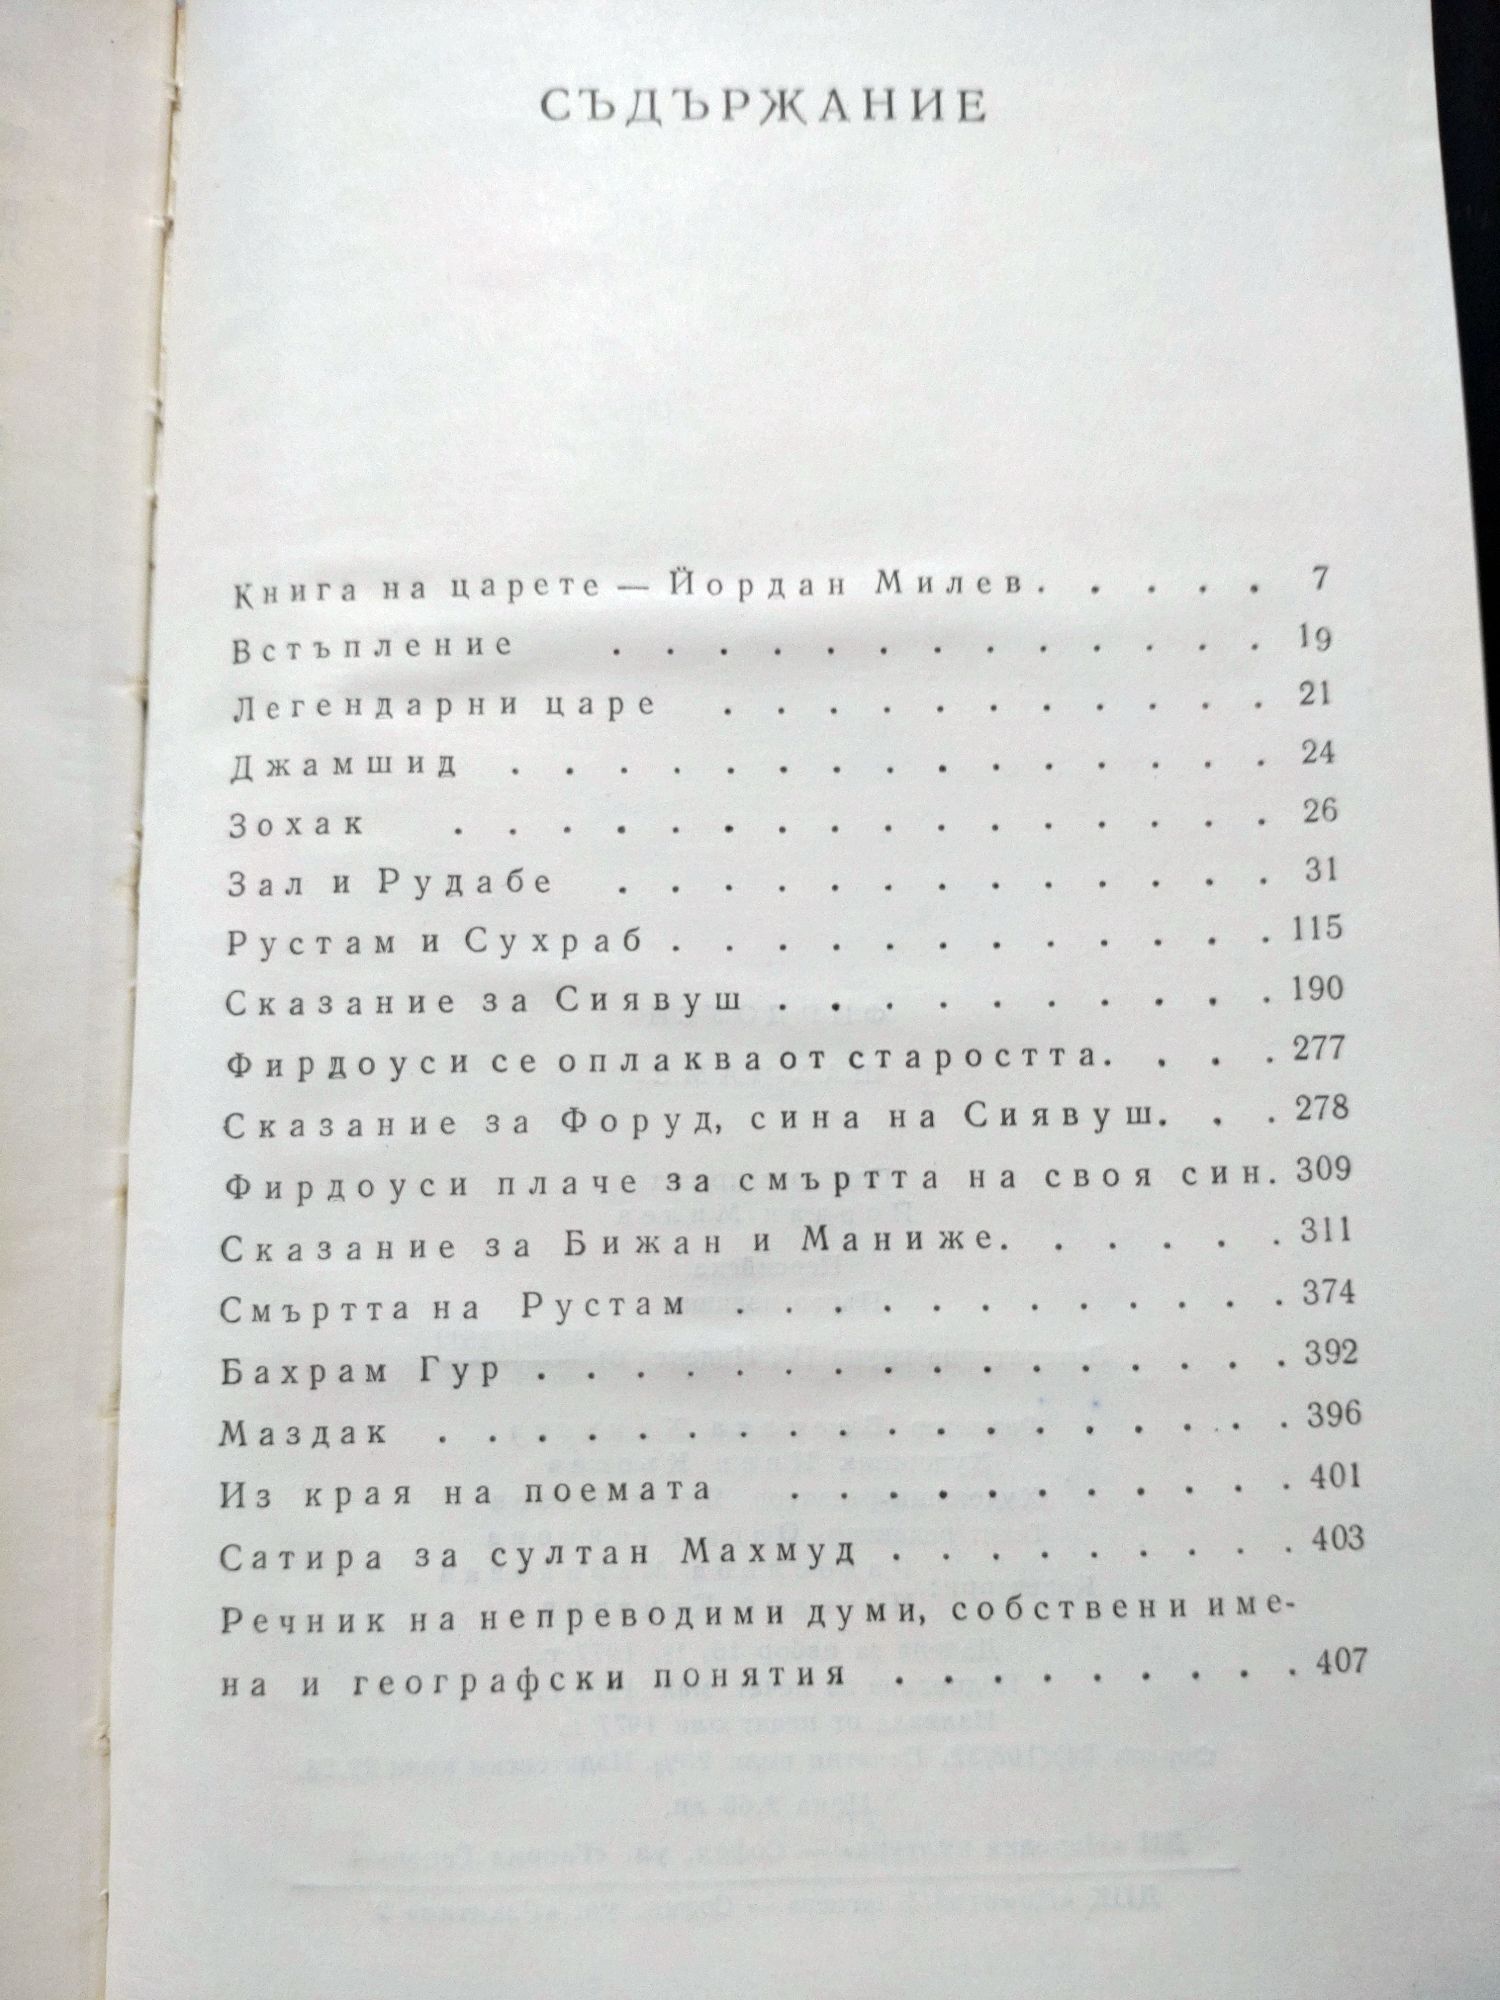 СЪДЪРЖАНИЕ
Книга на царете — Йордан Милев. . . . . 7
Встъпление . . . . . . . . . . . . . 19
Легендарни царе . . . . . . . . . . . 21
Джамшид . . . . . . . . . . . . . . . 24
Зохак . . . . . . . . . . . . . . . . 26
Зал и Рудабе . . . . . . . . . . . . . 31
Рустам и Сухраб . . . . . . . . . . . . 115
Сказание за Сиявуш . . . . . . . . . . 190
Фирдоуси се оплаква от старостта. . . . 277
Сказание за Форуд, сина на Сиявуш. . . 278
Фирдоуси плаче за смъртта на своя син. 309
Сказание за Бижан и Маниже. . . . . . 311
Смъртта на Рустам . . . . . . . . . . . 374
Бахрам Гур . . . . . . . . . . . . . . . 392
Маздак . . . . . . . . . . . . . . . . . 396
Из края на поемата . . . . . . . . . . . 401
Сатира за султан Махмуд . . . . . . . . . 403
Речник на непреводими думи, собствени име-
на и географски понятия . . . . . . . . . 407